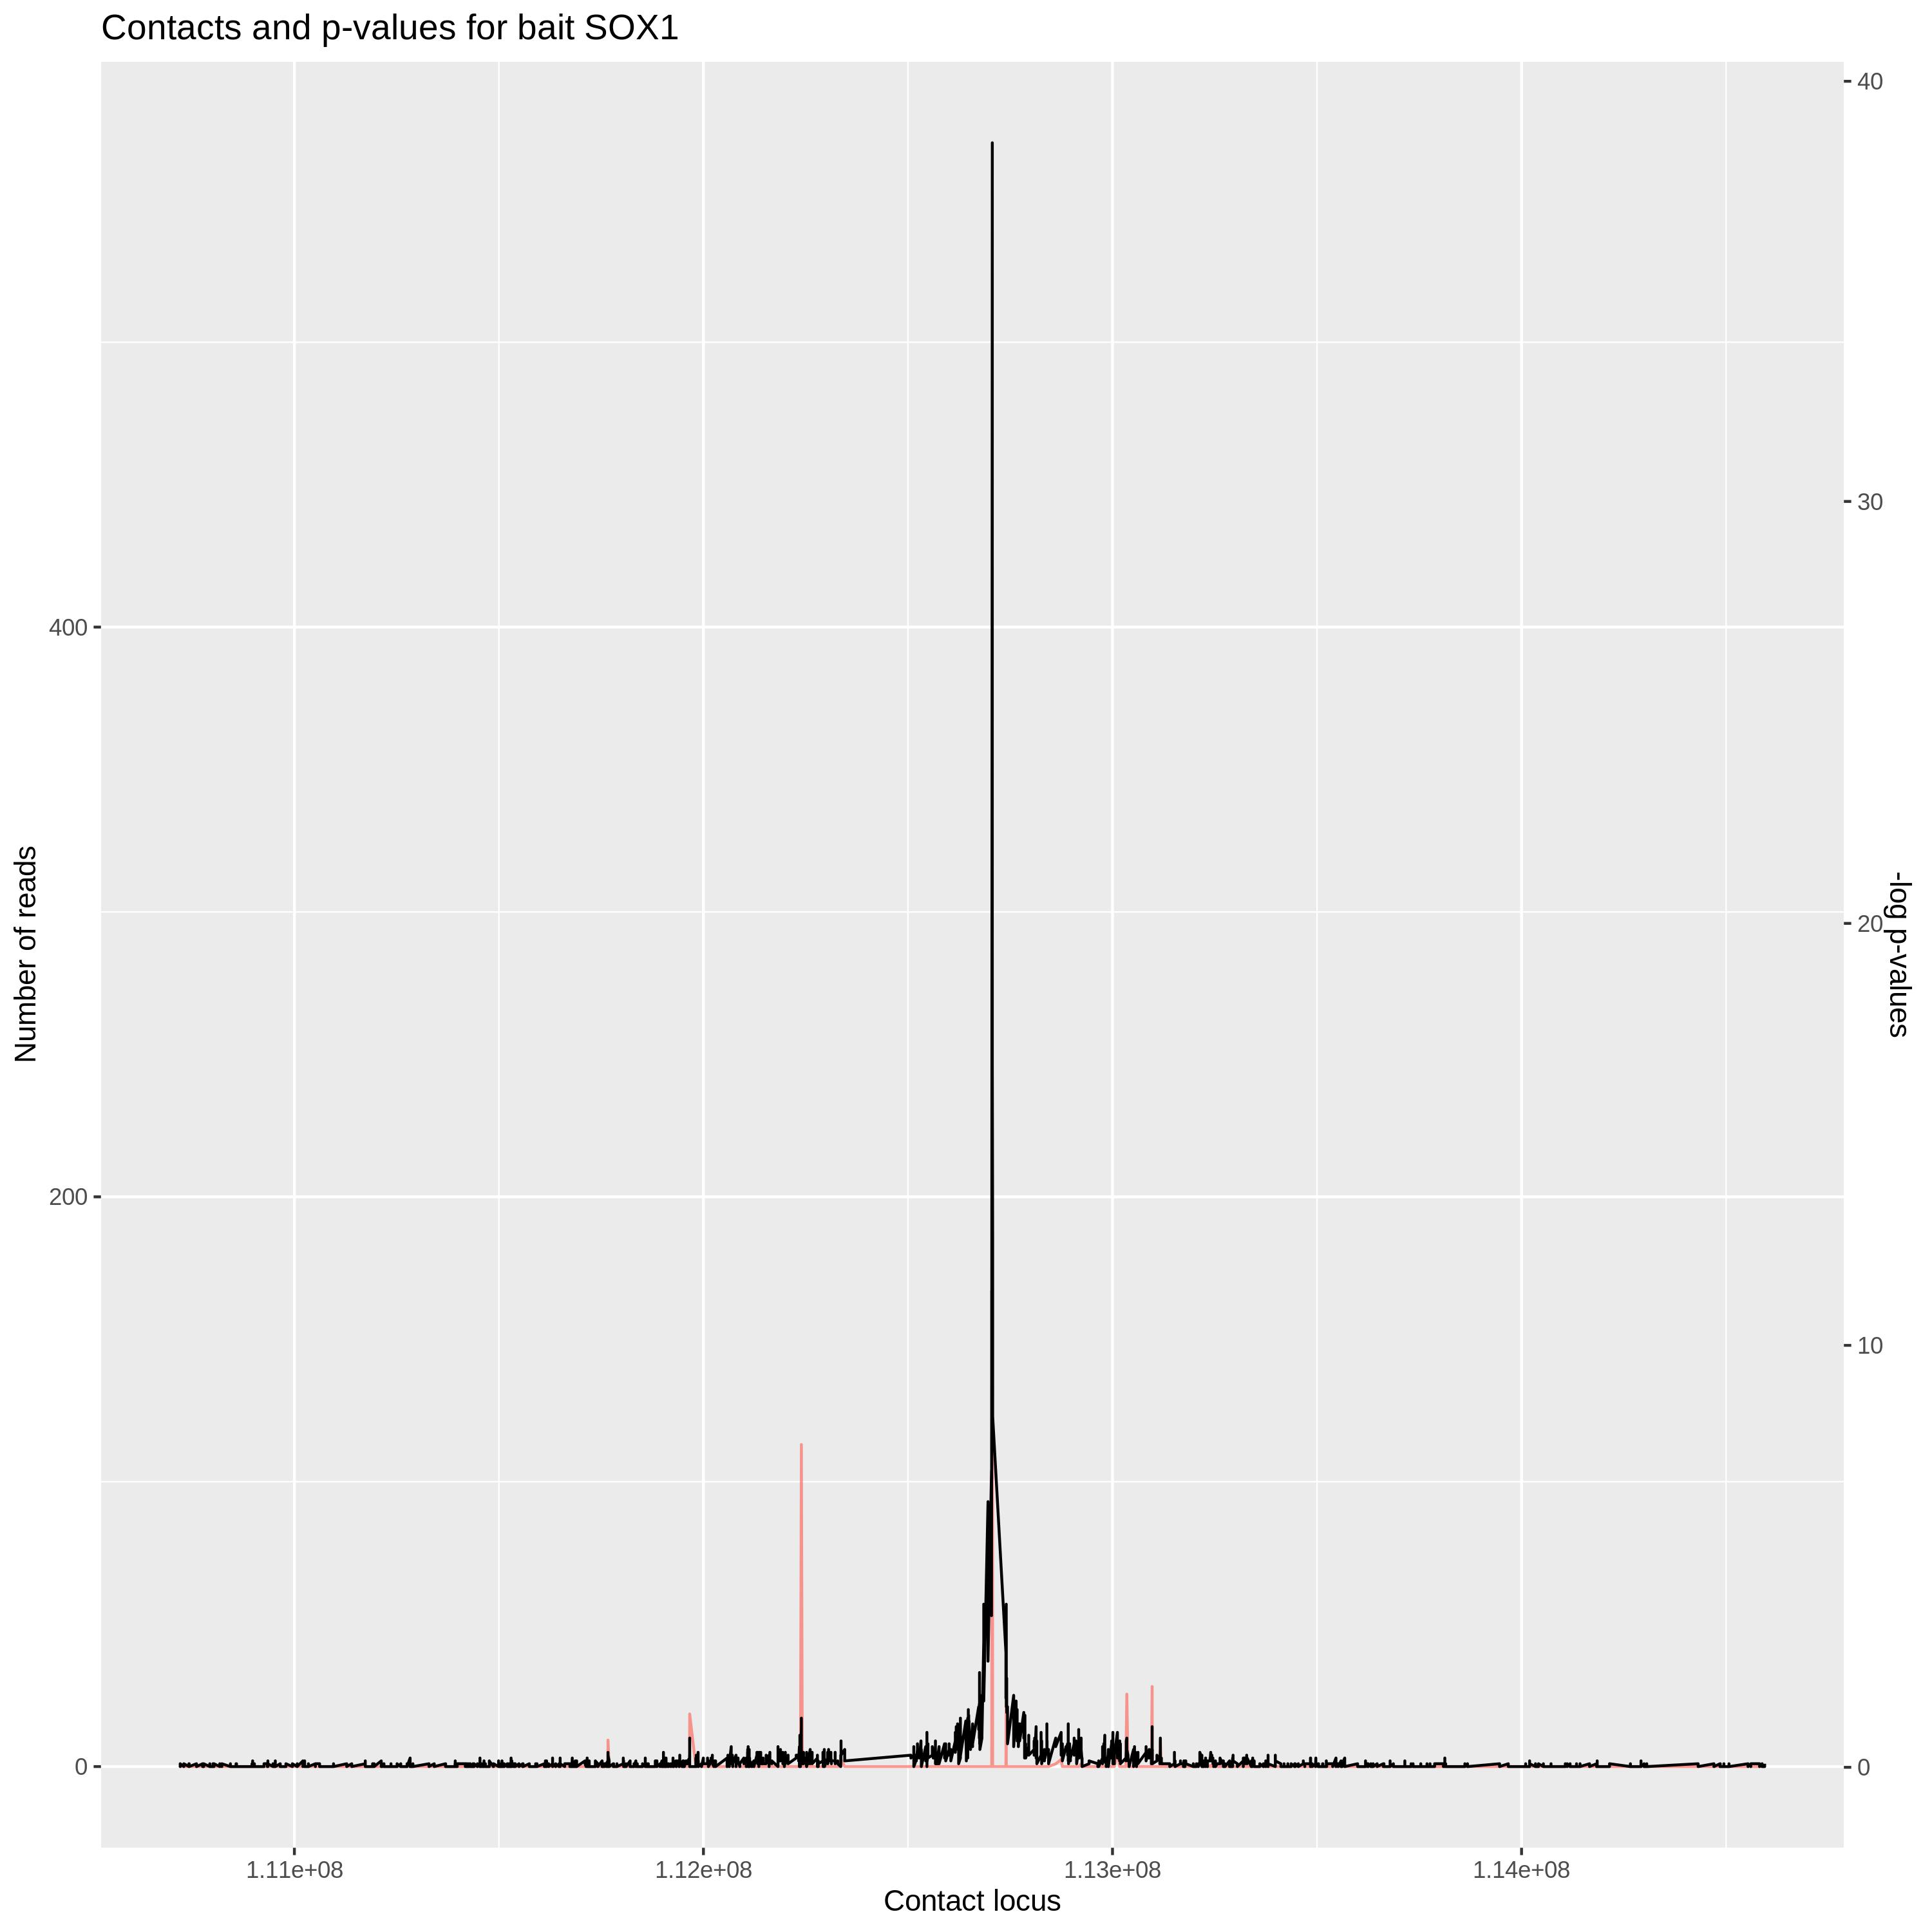 Contacts and p-values for bait SOX1
40
30
400
Number of reads
-log p-values
20
200
10
0
0
1.11e+08
1.12e+08
1.13e+08
1.14e+08
Contact locus